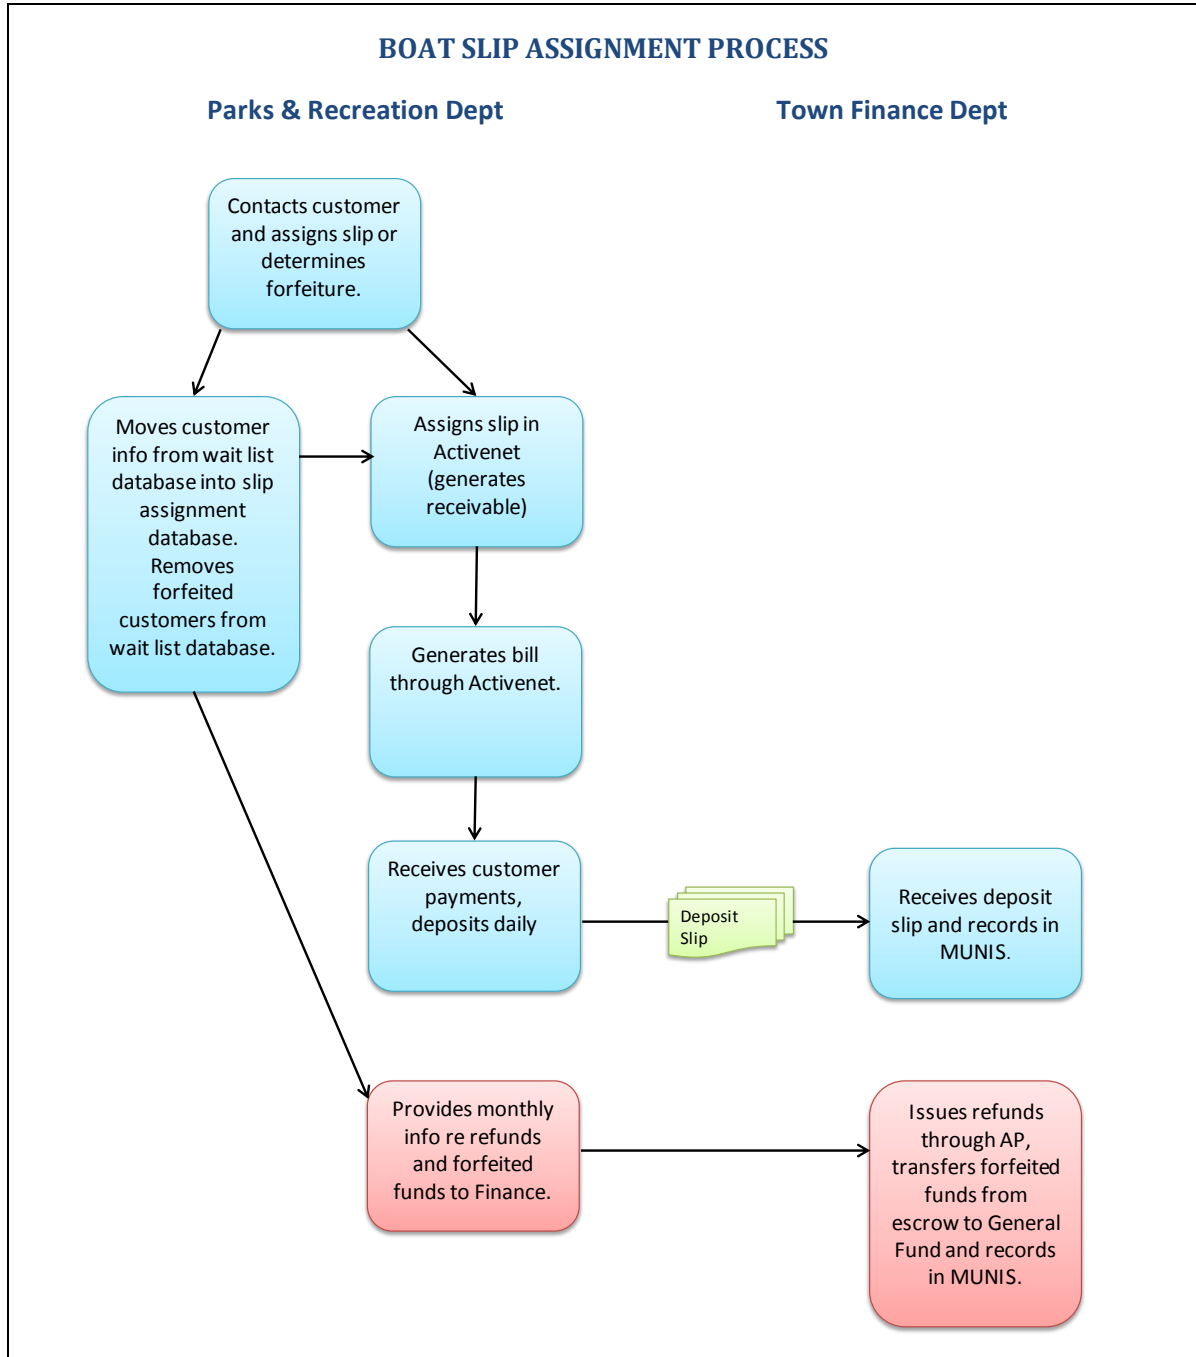 BOAT SLIP ASSIGNMENT PROCESS
Parks & Recreation Dept
Town Finance Dept
Contacts customer
and assigns slip or
determines
forfeiture.
Moves customer
info from wait list
database into slip
assignment
database.
Removes
forfeited
customers from
wait list database.
Assigns slip in
Activenet
(generates
receivable)
Generates bill
through Activenet.
Receives customer
payments,
deposits daily
Deposit
Slip
Receives deposit
slip and records in
MUNIS.
Provides monthly
info re refunds
and forfeited
funds to Finance.
Issues refunds
through AP,
transfers forfeited
funds from
escrow to General
Fund and records
in MUNIS.